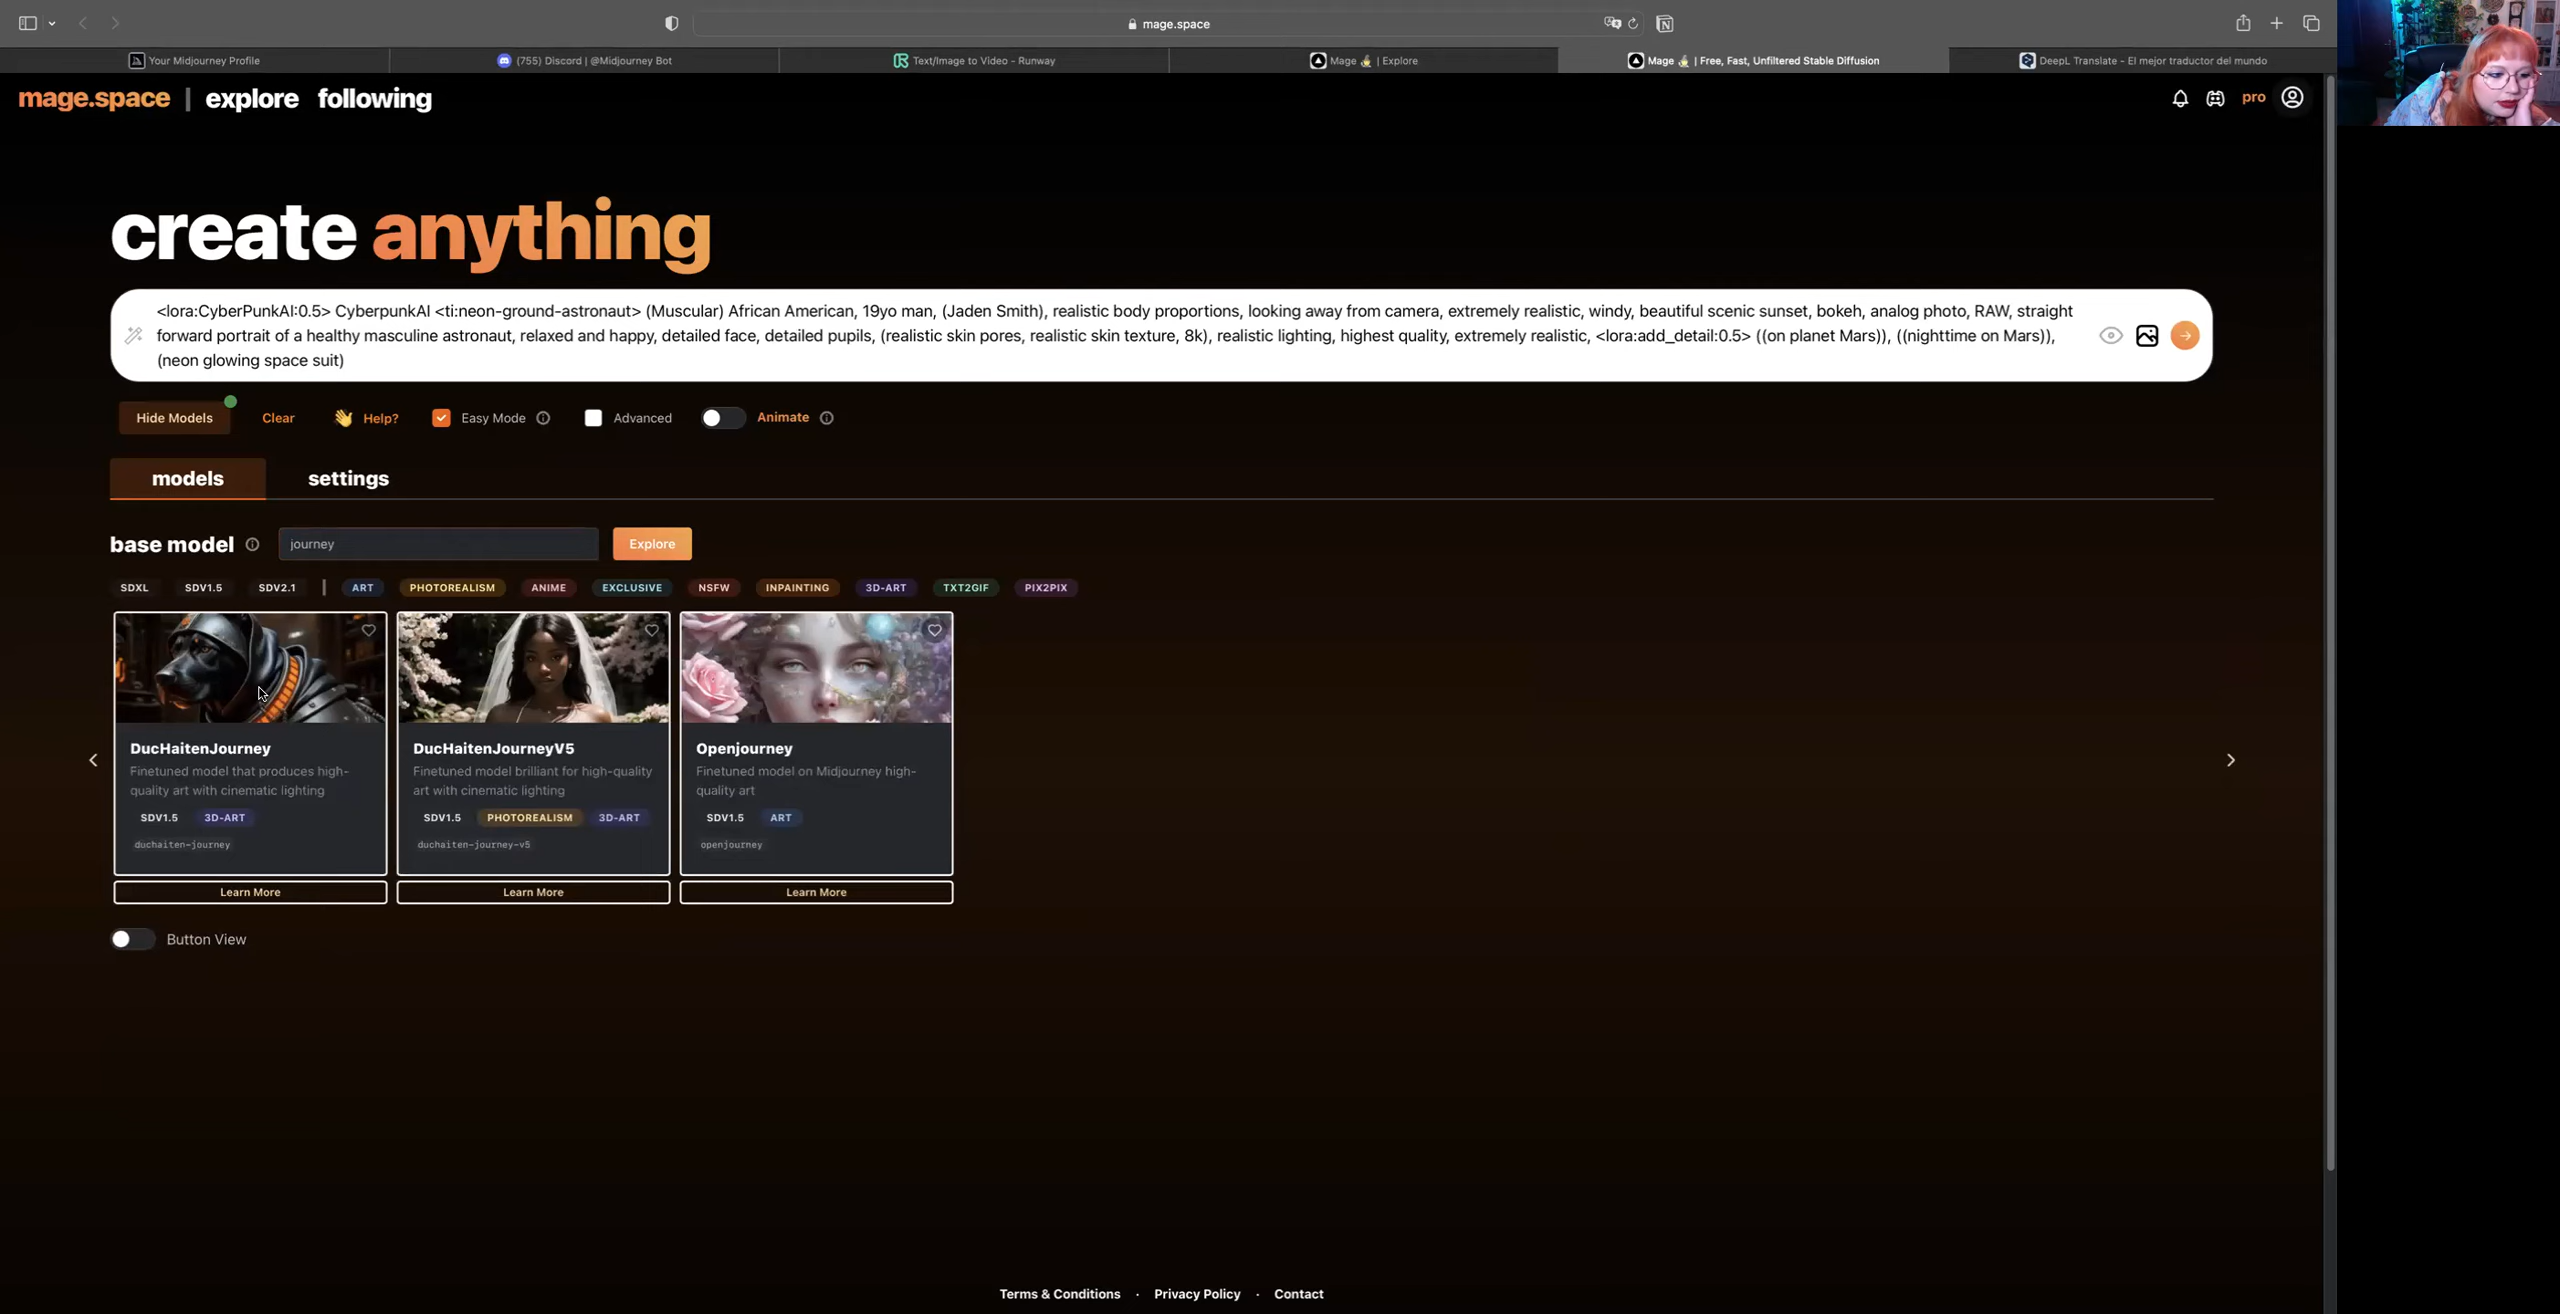 mage.space
Your Midjourney Profile
(755) Discord | @Midjourney Bot
Text/Image to Video - Runway
Mage | Explore
Mage | Free, Fast, Unfiltered Stable Diffusion
DeepL Translate - El mejor traductor del mundo
mage.space | explore following
pro
create anything
<lora:CyberPunkAI:0.5> CyberpunkAI <ti:neon-ground-astronaut> (Muscular) African American, 19yo man, (Jaden Smith), realistic body proportions, looking away from camera, extremely realistic, windy, beautiful scenic sunset, bokeh, analog photo, RAW, straight
forward portrait of a healthy masculine astronaut, relaxed and happy, detailed face, detailed pupils, (realistic skin pores, realistic skin texture, 8k), realistic lighting, highest quality, extremely realistic, <lora:add_detail:0.5> ((on planet Mars)), ((nighttime on Mars)),
(neon glowing space suit)
Hide Models Clear 👋 Help? Easy Mode Advanced Animate
models settings
base model journey Explore
SDXL SDV1.5 SDV2.1 | ART PHOTOREALISM ANIME EXCLUSIVE NSFW INPAINTING 3D-ART TXT2GIF PIX2PIX
DucHaitenJourney
Finetuned model that produces high-
quality art with cinematic lighting
SDV1.5 3D-ART
duchaiten-journey
Learn More
DucHaitenJourneyV5
Finetuned model brilliant for high-quality
art with cinematic lighting
SDV1.5 PHOTOREALISM 3D-ART
duchaiten-journey-v5
Learn More
Openjourney
Finetuned model on Midjourney high-
quality art
SDV1.5 ART
openjourney
Learn More
Button View
Terms & Conditions · Privacy Policy · Contact